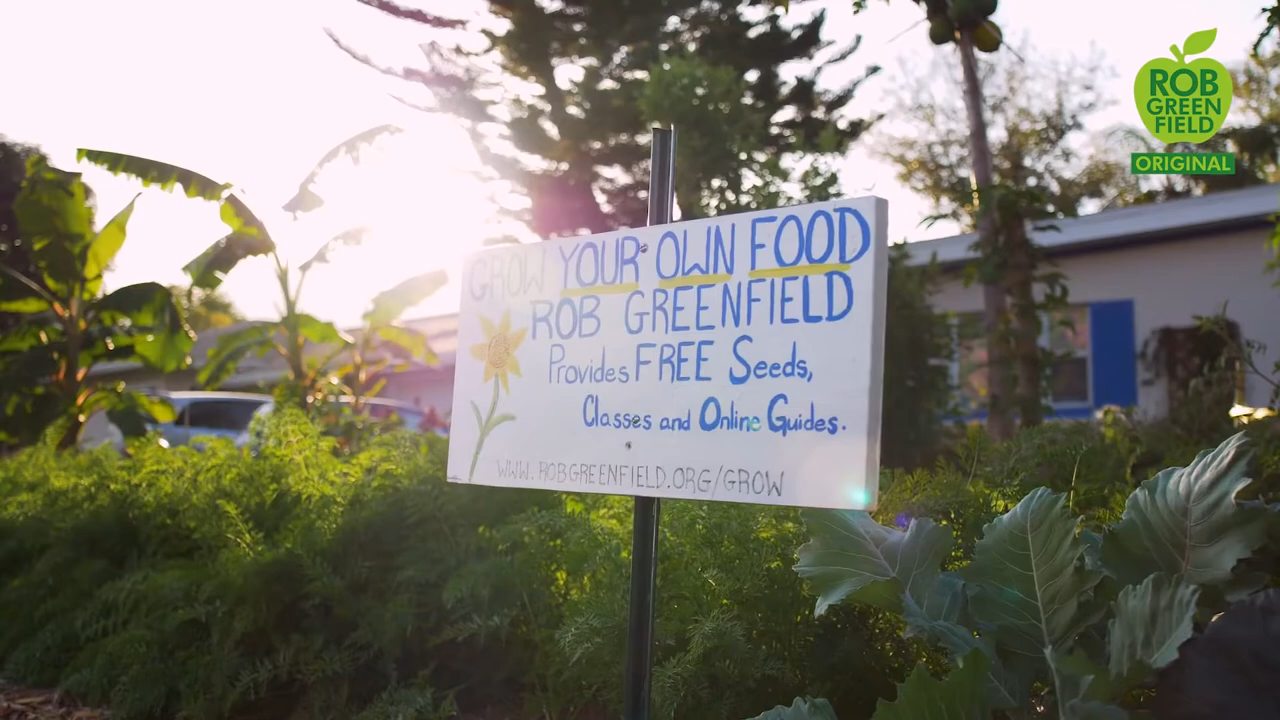 GROW YOUR OWN FOOD
ROB GREENFIELD
Provides FREE Seeds,
Classes and Online Guides.
WWW.ROBGREENFIELD.ORG/GROW
ROB
GREEN
FIELD
ORIGINAL